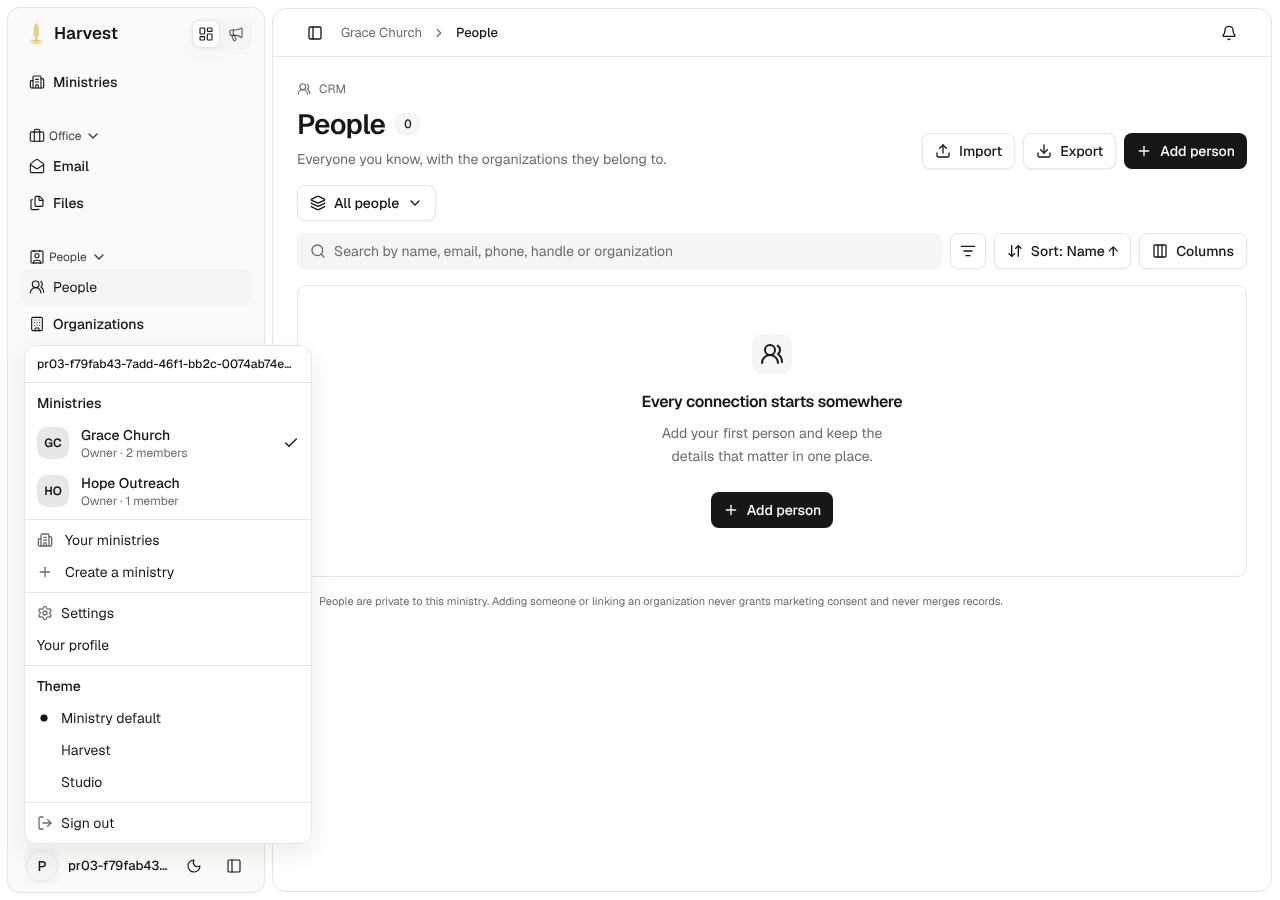 Harvest
Ministries
Office
Email
Files
People
People
Organizations
pr03-f79fab43-7add-46f1-bb2c-0074ab74e...
Ministries
GC
Grace Church
Owner · 2 members
HO
Hope Outreach
Owner · 1 member
Your ministries
Create a ministry
Settings
Your profile
Theme
Ministry default
Harvest
Studio
Sign out
P
pr03-f79fab43...
Grace Church
People
CRM
People
0
Everyone you know, with the organizations they belong to.
Import
Export
Add person
All people
Search by name, email, phone, handle or organization
Sort: Name ↑
Columns
Every connection starts somewhere
Add your first person and keep the
details that matter in one place.
Add person
People are private to this ministry. Adding someone or linking an organization never grants marketing consent and never merges records.